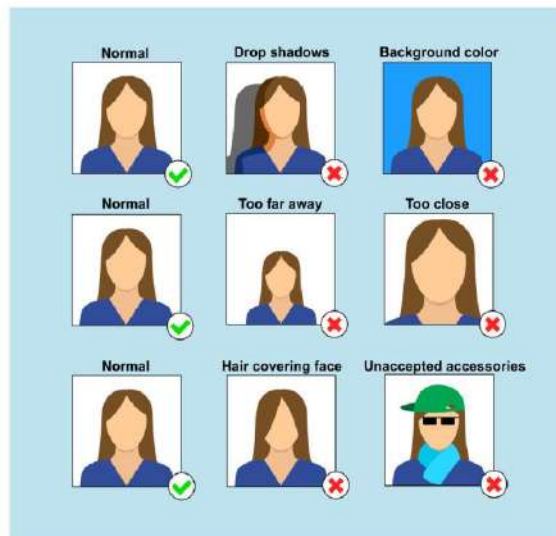 Normal
Drop shadows
Background color
Normal
Too far away
Too close
Normal
Hair covering face
Unaccepted accessories